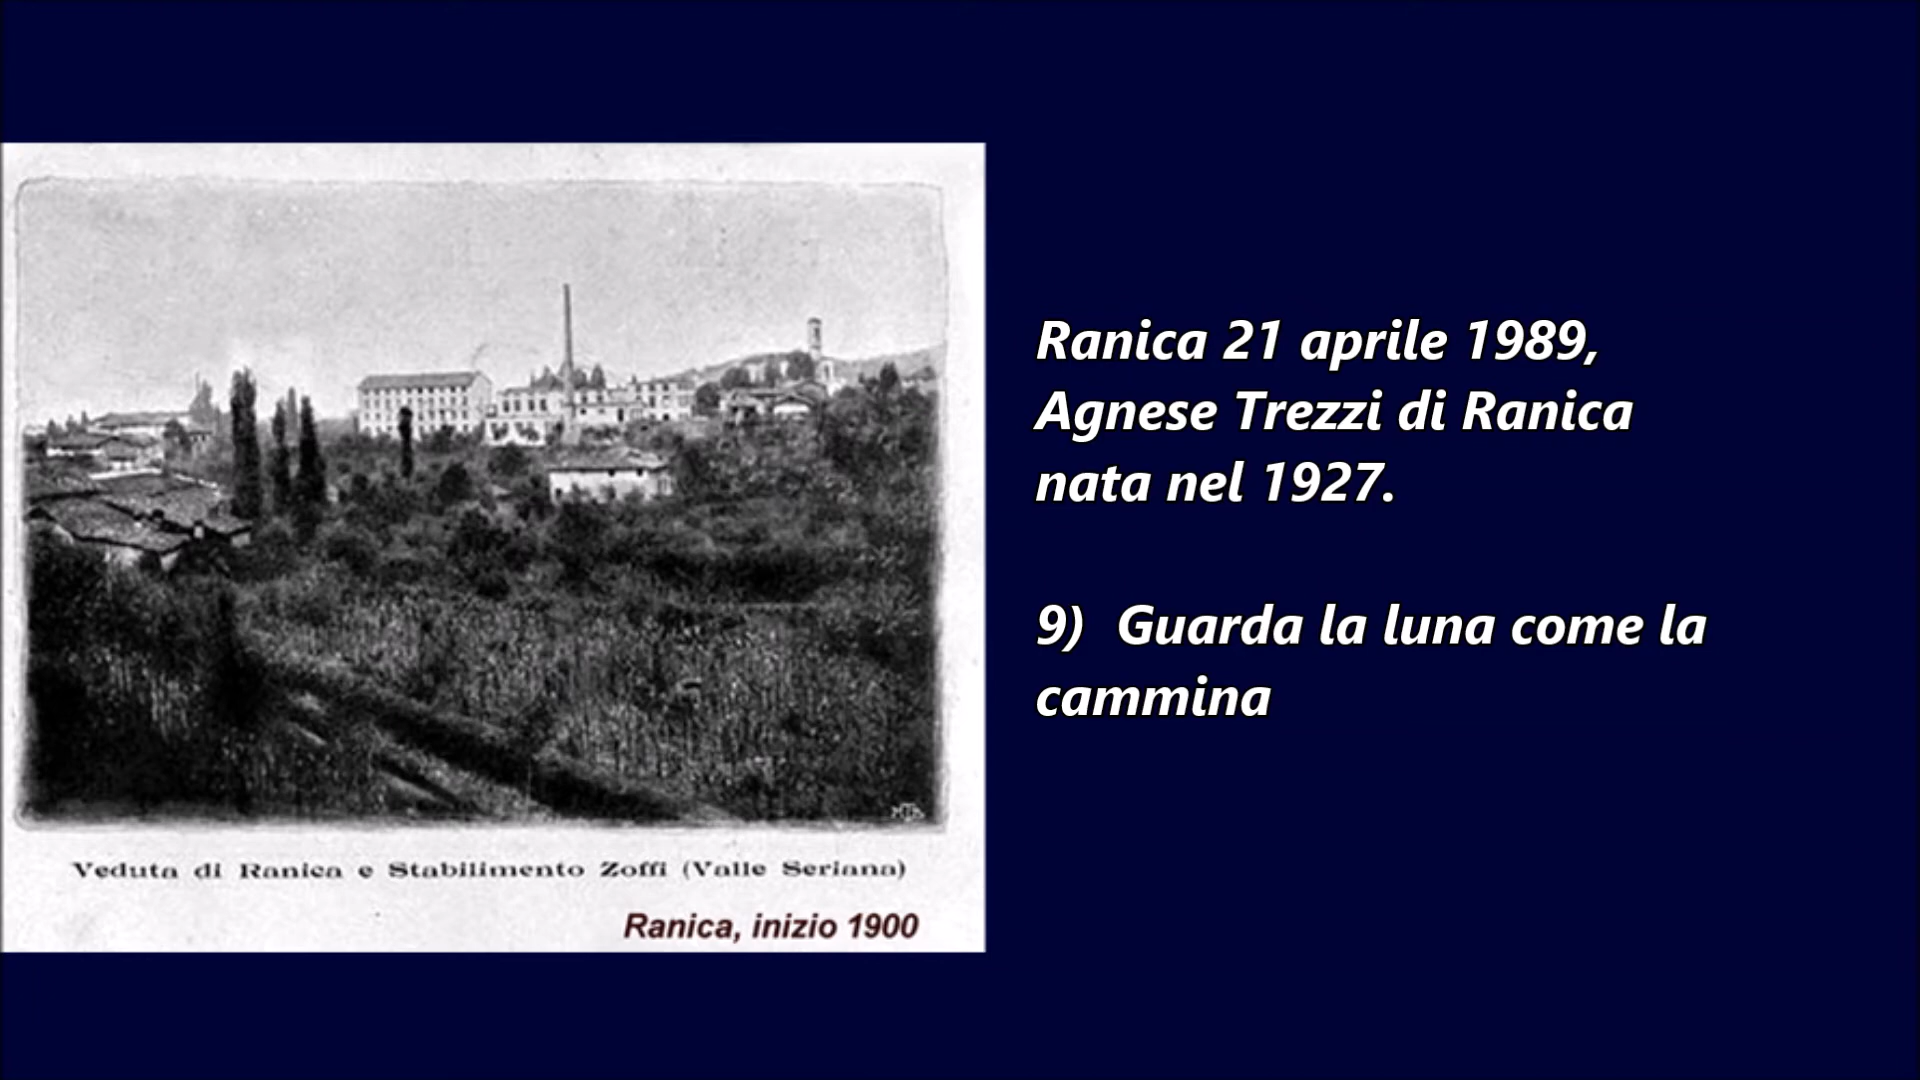 Veduta di Ranica e Stabilimento Zoffi (Valle Seriana)
Ranica, inizio 1900
Ranica 21 aprile 1989,
Agnese Trezzi di Ranica
nata nel 1927.
9) Guarda la luna come la
cammina